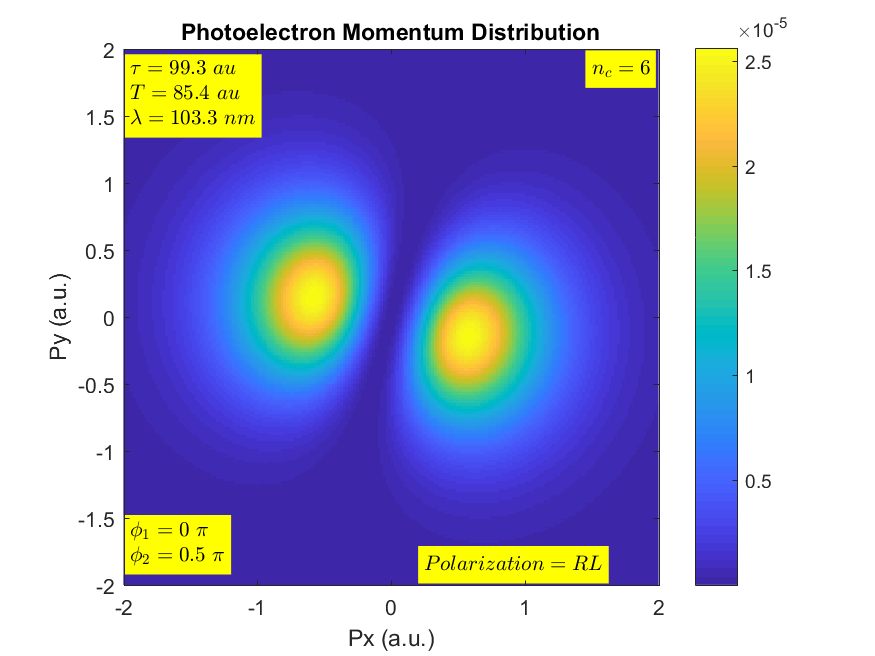 Photoelectron Momentum Distribution
×10⁻⁵
τ = 99.3 au
T = 85.4 au
λ = 103.3 nm
n_c = 6
ϕ₁ = 0 π
ϕ₂ = 0.5 π
Polarization = RL
2
1.5
1
0.5
0
-0.5
-1
-1.5
-2
Py (a.u.)
-2
-1
0
1
2
Px (a.u.)
2.5
2
1.5
1
0.5